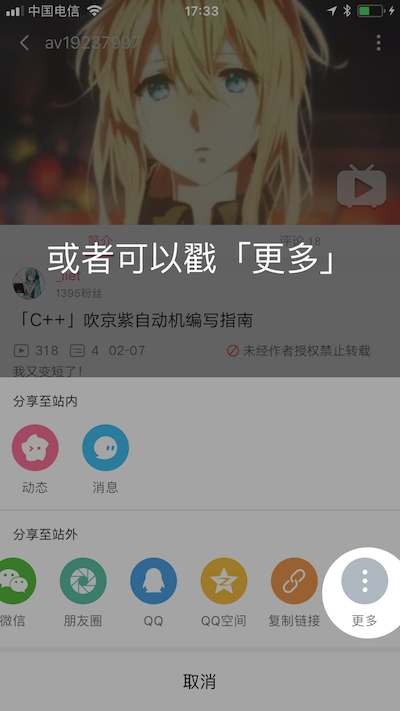 中国电信 17:33
av19237997
简介 评论 18
或者可以戳「更多」
_riet
1395粉丝
「C++」吹京紫自动机编写指南
318 4 02-07 未经作者授权禁止转载
我又变短了！
分享至站内
动态 消息
分享至站外
微信 朋友圈 QQ QQ空间 复制链接 更多
取消